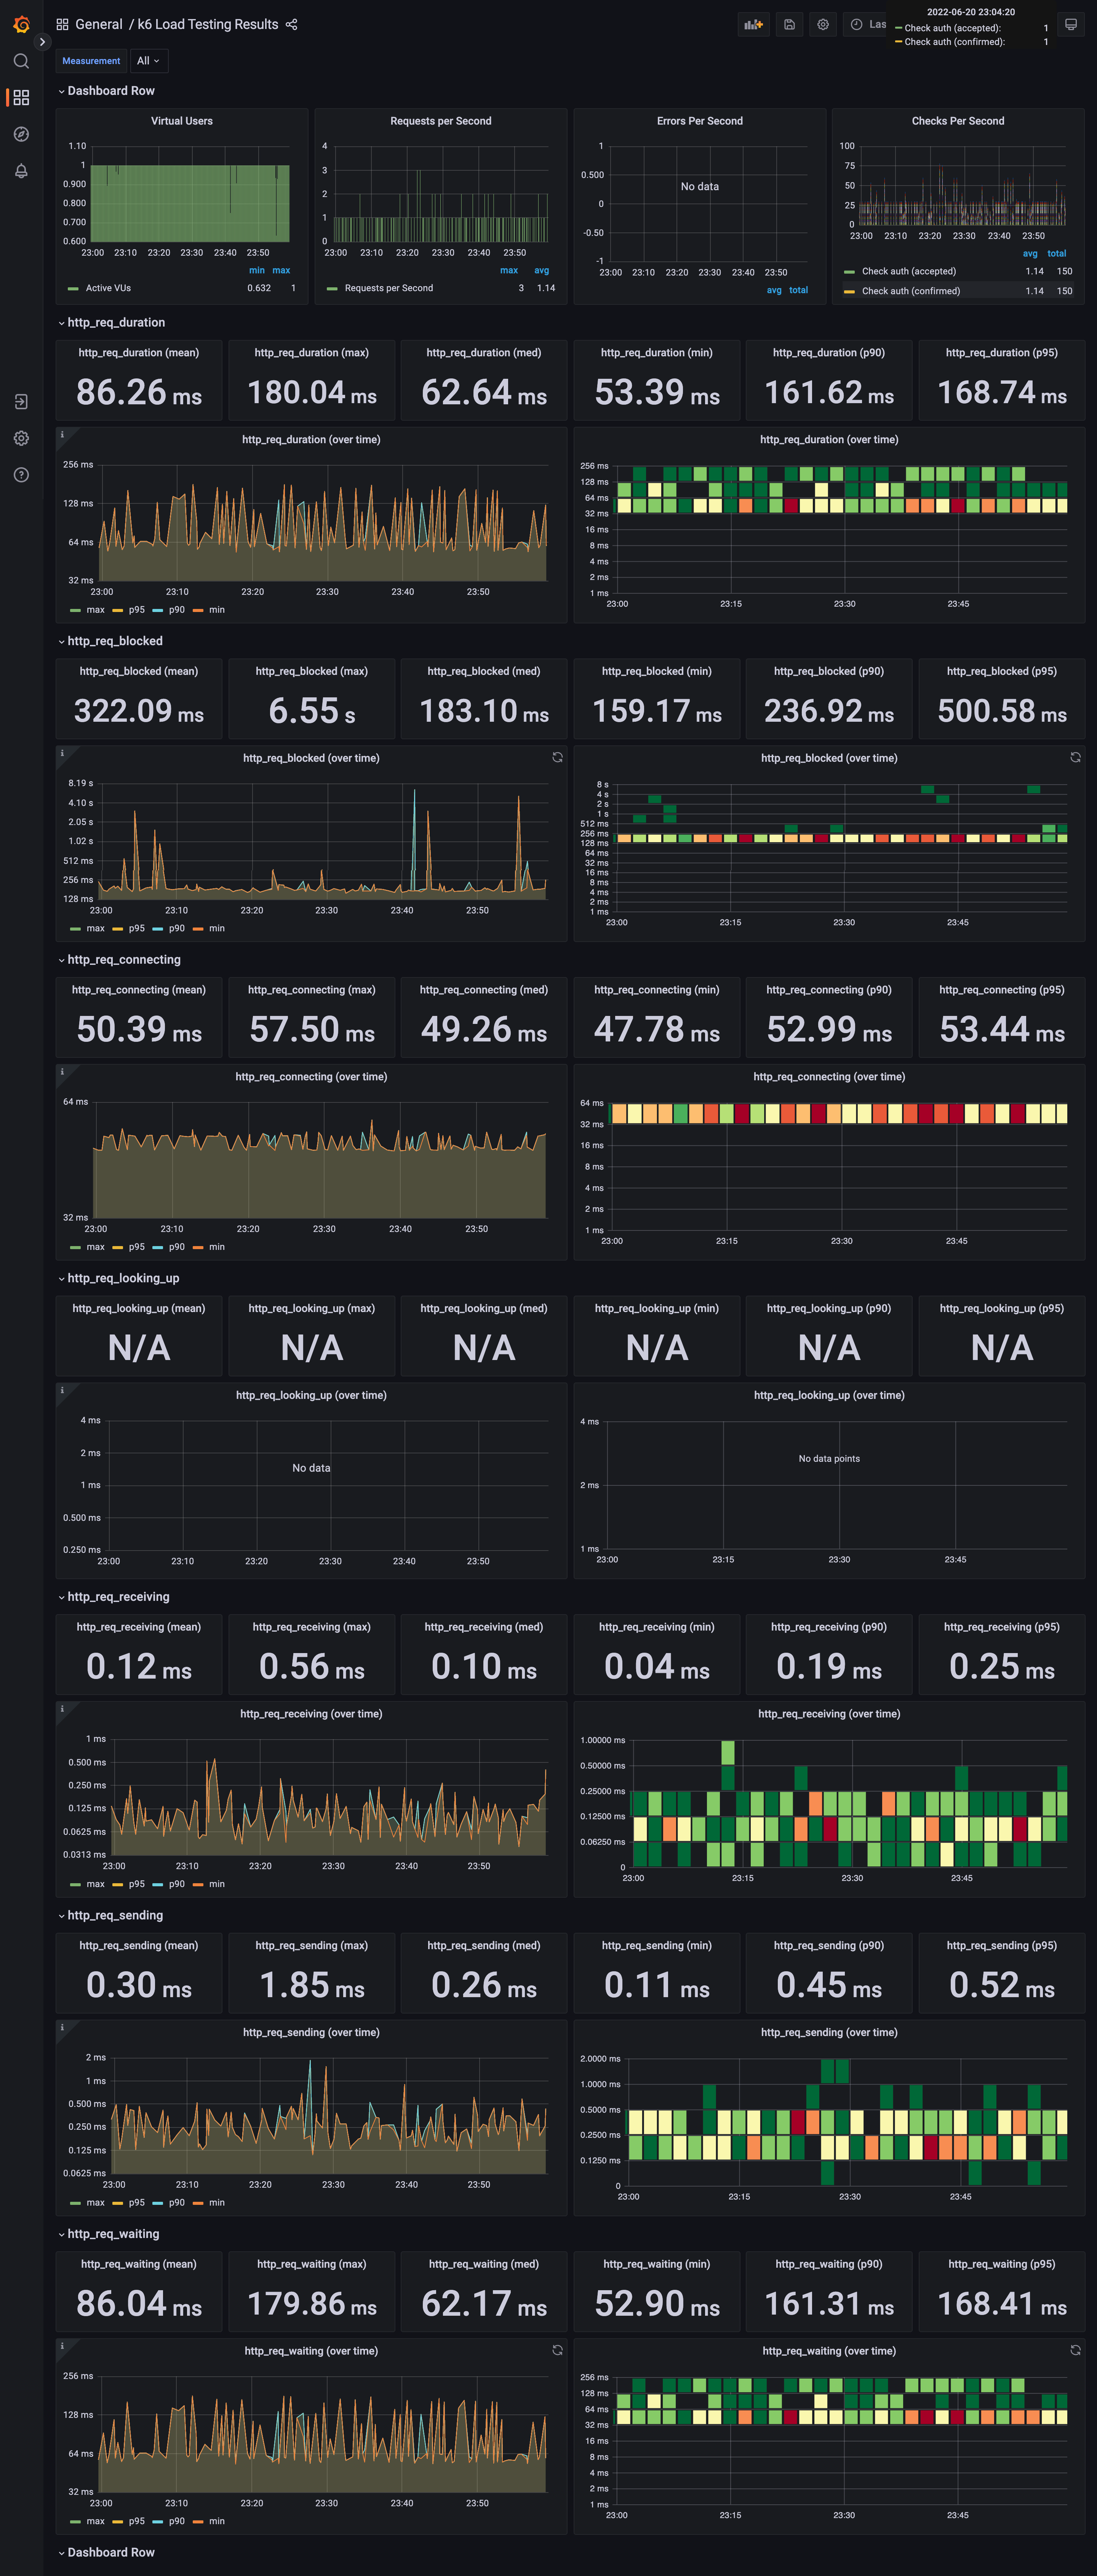 General / k6 Load Testing Results
Las
2022-06-20 23:04:20
Check auth (accepted): 1
Check auth (confirmed): 1
Measurement All
Dashboard Row
Virtual Users
1.10
1
0.900
0.800
0.700
0.600
23:00 23:10 23:20 23:30 23:40 23:50
min max
Active VUs 0.632 1
Requests per Second
4
3
2
1
0
23:00 23:10 23:20 23:30 23:40 23:50
max avg
Requests per Second 3 1.14
Errors Per Second
1
0.500
0
-0.50
-1
No data
23:00 23:10 23:20 23:30 23:40 23:50
avg total
Checks Per Second
100
75
50
25
0
23:00 23:10 23:20 23:30 23:40 23:50
avg total
Check auth (accepted) 1.14 150
Check auth (confirmed) 1.14 150
http_req_duration
http_req_duration (mean)
86.26 ms
http_req_duration (max)
180.04 ms
http_req_duration (med)
62.64 ms
http_req_duration (min)
53.39 ms
http_req_duration (p90)
161.62 ms
http_req_duration (p95)
168.74 ms
http_req_duration (over time)
256 ms
128 ms
64 ms
32 ms
23:00 23:10 23:20 23:30 23:40 23:50
max p95 p90 min
http_req_duration (over time)
256 ms
128 ms
64 ms
32 ms
16 ms
8 ms
4 ms
2 ms
1 ms
23:00 23:15 23:30 23:45
http_req_blocked
http_req_blocked (mean)
322.09 ms
http_req_blocked (max)
6.55 s
http_req_blocked (med)
183.10 ms
http_req_blocked (min)
159.17 ms
http_req_blocked (p90)
236.92 ms
http_req_blocked (p95)
500.58 ms
http_req_blocked (over time)
8.19 s
4.10 s
2.05 s
1.02 s
512 ms
256 ms
128 ms
23:00 23:10 23:20 23:30 23:40 23:50
max p95 p90 min
http_req_blocked (over time)
8 s
4 s
2 s
1 s
512 ms
256 ms
128 ms
64 ms
32 ms
16 ms
8 ms
4 ms
2 ms
1 ms
23:00 23:15 23:30 23:45
http_req_connecting
http_req_connecting (mean)
50.39 ms
http_req_connecting (max)
57.50 ms
http_req_connecting (med)
49.26 ms
http_req_connecting (min)
47.78 ms
http_req_connecting (p90)
52.99 ms
http_req_connecting (p95)
53.44 ms
http_req_connecting (over time)
64 ms
32 ms
23:00 23:10 23:20 23:30 23:40 23:50
max p95 p90 min
http_req_connecting (over time)
64 ms
32 ms
16 ms
8 ms
4 ms
2 ms
1 ms
23:00 23:15 23:30 23:45
http_req_looking_up
http_req_looking_up (mean)
N/A
http_req_looking_up (max)
N/A
http_req_looking_up (med)
N/A
http_req_looking_up (min)
N/A
http_req_looking_up (p90)
N/A
http_req_looking_up (p95)
N/A
http_req_looking_up (over time)
4 ms
2 ms
1 ms
0.500 ms
0.250 ms
No data
23:00 23:10 23:20 23:30 23:40 23:50
http_req_looking_up (over time)
4 ms
2 ms
1 ms
No data points
23:00 23:15 23:30 23:45
http_req_receiving
http_req_receiving (mean)
0.12 ms
http_req_receiving (max)
0.56 ms
http_req_receiving (med)
0.10 ms
http_req_receiving (min)
0.04 ms
http_req_receiving (p90)
0.19 ms
http_req_receiving (p95)
0.25 ms
http_req_receiving (over time)
1 ms
0.500 ms
0.250 ms
0.125 ms
0.0625 ms
0.0313 ms
23:00 23:10 23:20 23:30 23:40 23:50
max p95 p90 min
http_req_receiving (over time)
1.00000 ms
0.50000 ms
0.25000 ms
0.12500 ms
0.06250 ms
0
23:00 23:15 23:30 23:45
http_req_sending
http_req_sending (mean)
0.30 ms
http_req_sending (max)
1.85 ms
http_req_sending (med)
0.26 ms
http_req_sending (min)
0.11 ms
http_req_sending (p90)
0.45 ms
http_req_sending (p95)
0.52 ms
http_req_sending (over time)
2 ms
1 ms
0.500 ms
0.250 ms
0.125 ms
0.0625 ms
23:00 23:10 23:20 23:30 23:40 23:50
max p95 p90 min
http_req_sending (over time)
2.0000 ms
1.0000 ms
0.5000 ms
0.2500 ms
0.1250 ms
0
23:00 23:15 23:30 23:45
http_req_waiting
http_req_waiting (mean)
86.04 ms
http_req_waiting (max)
179.86 ms
http_req_waiting (med)
62.17 ms
http_req_waiting (min)
52.90 ms
http_req_waiting (p90)
161.31 ms
http_req_waiting (p95)
168.41 ms
http_req_waiting (over time)
256 ms
128 ms
64 ms
32 ms
23:00 23:10 23:20 23:30 23:40 23:50
max p95 p90 min
http_req_waiting (over time)
256 ms
128 ms
64 ms
32 ms
16 ms
8 ms
4 ms
2 ms
1 ms
23:00 23:15 23:30 23:45
Dashboard Row